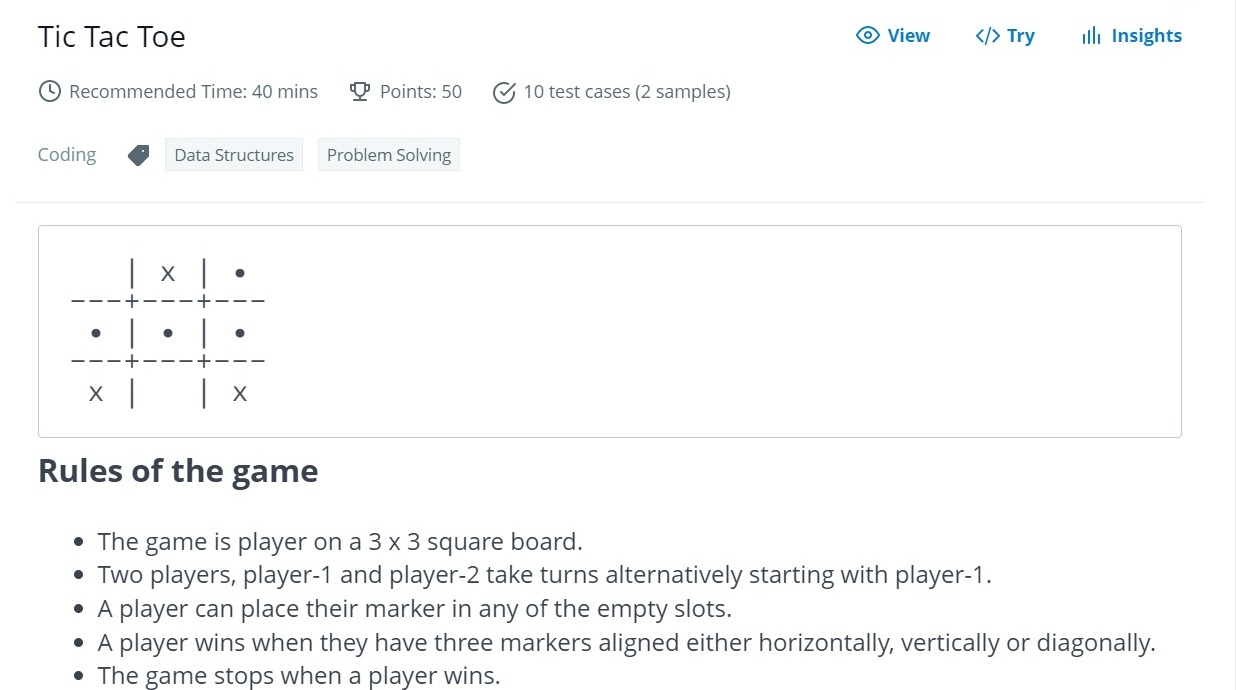 Tic Tac Toe
View
Try
Insights
Recommended Time: 40 mins
Points: 50
10 test cases (2 samples)
Coding
Data Structures
Problem Solving
| x | •
---+---+---
• | • | •
---+---+---
x |   | x
Rules of the game
• The game is player on a 3 x 3 square board.
• Two players, player-1 and player-2 take turns alternatively starting with player-1.
• A player can place their marker in any of the empty slots.
• A player wins when they have three markers aligned either horizontally, vertically or diagonally.
• The game stops when a player wins.